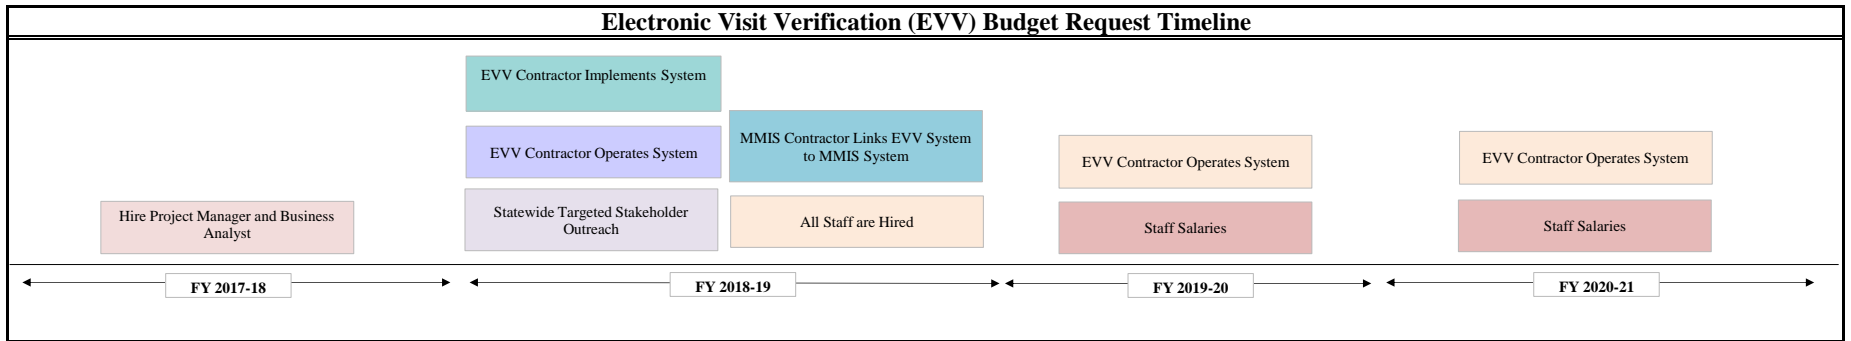 Electronic Visit Verification (EVV) Budget Request Timeline
EVV Contractor Implements System
EVV Contractor Operates System
MMIS Contractor Links EVV System
to MMIS System
EVV Contractor Operates System
EVV Contractor Operates System
Hire Project Manager and Business
Analyst
Statewide Targeted Stakeholder
Outreach
All Staff are Hired
Staff Salaries
Staff Salaries
FY 2017-18
FY 2018-19
FY 2019-20
FY 2020-21